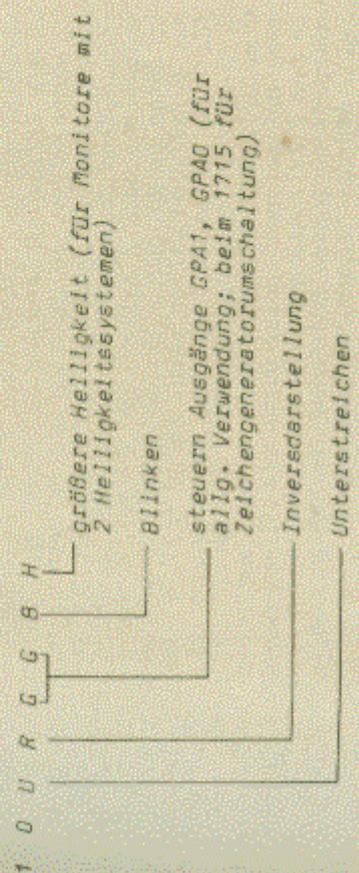 1 0 U R G G B H
größere Helligkeit (für Monitore mit
2 Helligkeitssystemen)
Blinken
steuern Ausgänge GPA1, GPA0 (für
allg. Verwendung; beim 1715 für
Zeichengeneratorumschaltung)
Inversdarstellung
Unterstreichen